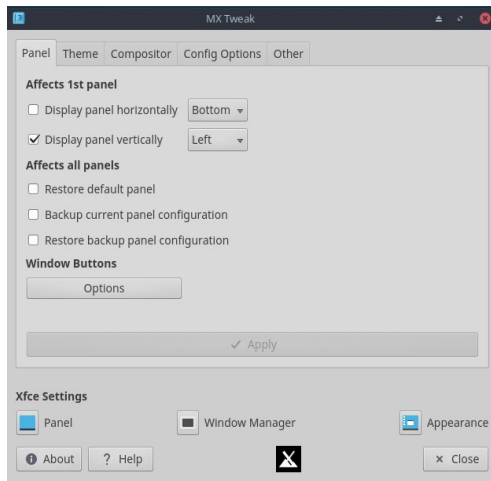 MX Tweak
Panel Theme Compositor Config Options Other
Affects 1st panel
Display panel horizontally Bottom
Display panel vertically Left
Affects all panels
Restore default panel
Backup current panel configuration
Restore backup panel configuration
Window Buttons
Options
Apply
Xfce Settings
Panel Window Manager Appearance
About Help Close